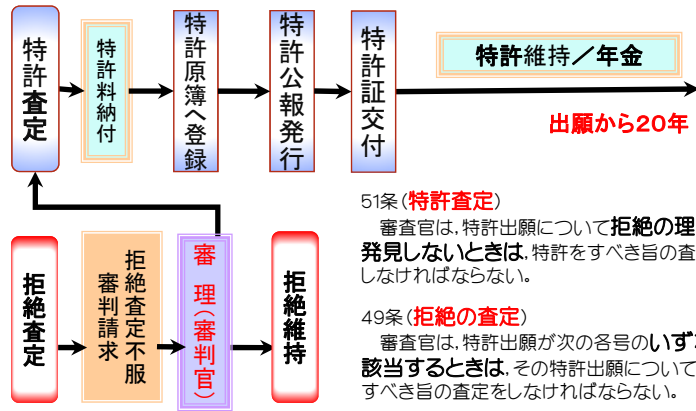 特許査定
特許料納付
特許原簿へ登録
特許公報発行
特許証交付
特許維持／年金
出願から20年
拒絶査定
拒絶査定不服
審判請求
審理(審判官)
拒絶維持
51条(特許査定)
審査官は,特許出願について拒絶の理
発見しないときは,特許をすべき旨の査
しなければならない。
49条(拒絶の査定)
審査官は,特許出願が次の各号のいず
該当するときは,その特許出願について
すべき旨の査定をしなければならない。